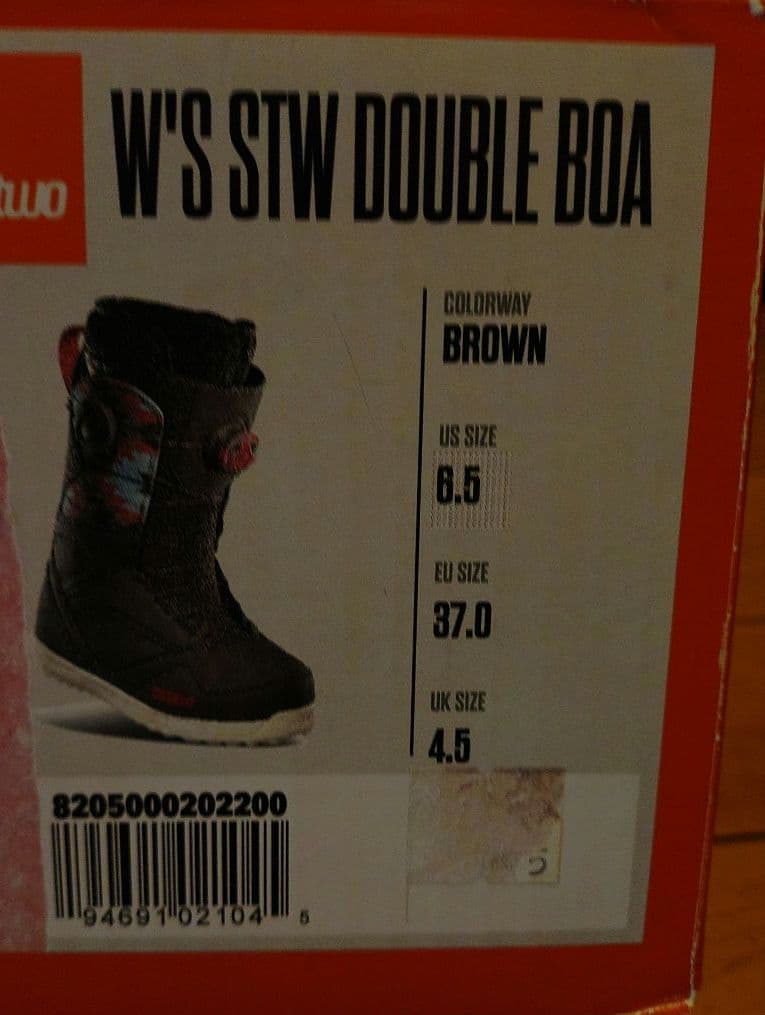 two
W'S STW DOUBLE BOA
COLORWAY
BROWN
US SIZE
6.5
EU SIZE
37.0
UK SIZE
4.5
8205000202200
94691 02104 5